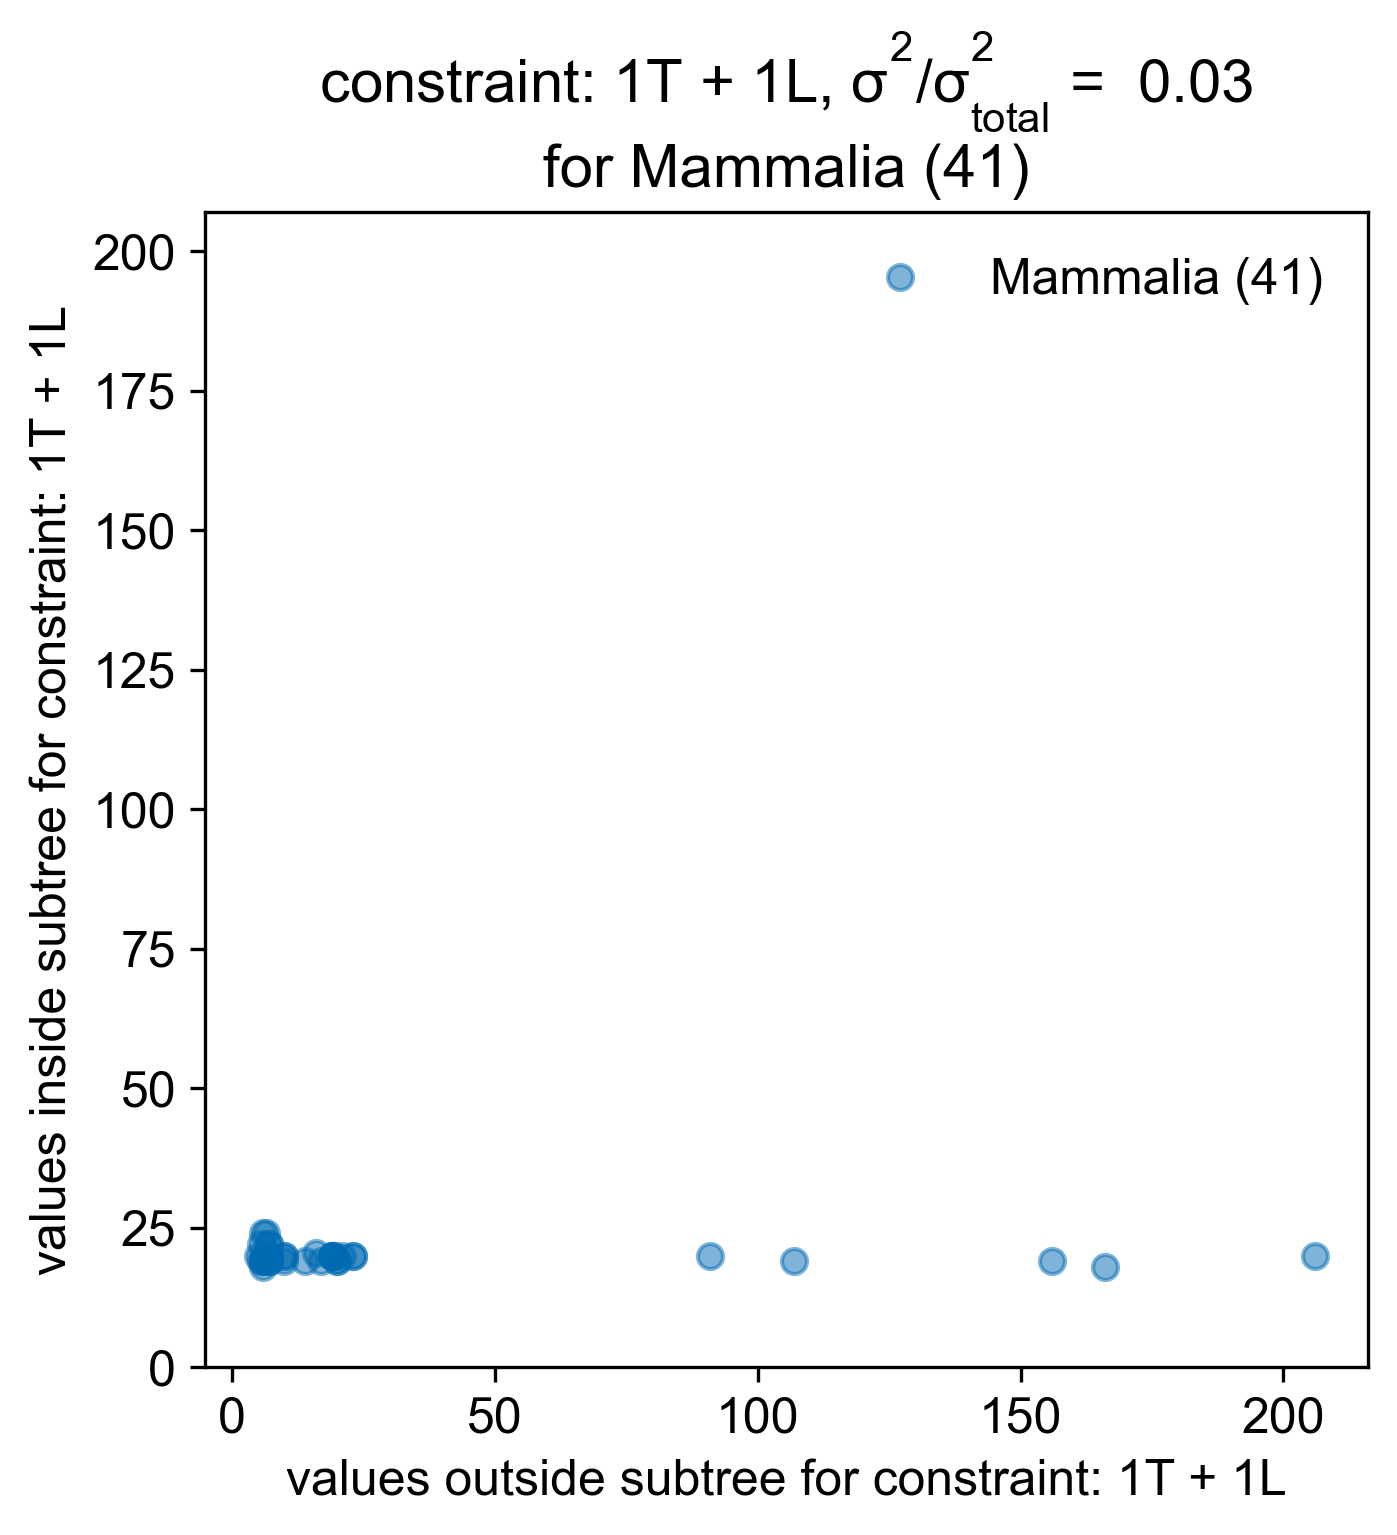 constraint: 1T + 1L, σ²/σ²total = 0.03
for Mammalia (41)
Mammalia (41)
values inside subtree for constraint: 1T + 1L
200
175
150
125
100
75
50
25
0
0 50 100 150 200
values outside subtree for constraint: 1T + 1L